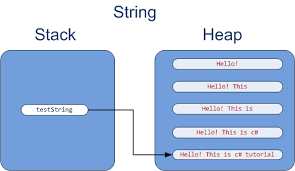 String
Stack
Heap
testString
Hello!
Hello! This
Hello! This is
Hello! This is c#
Hello! This is c# tutorial